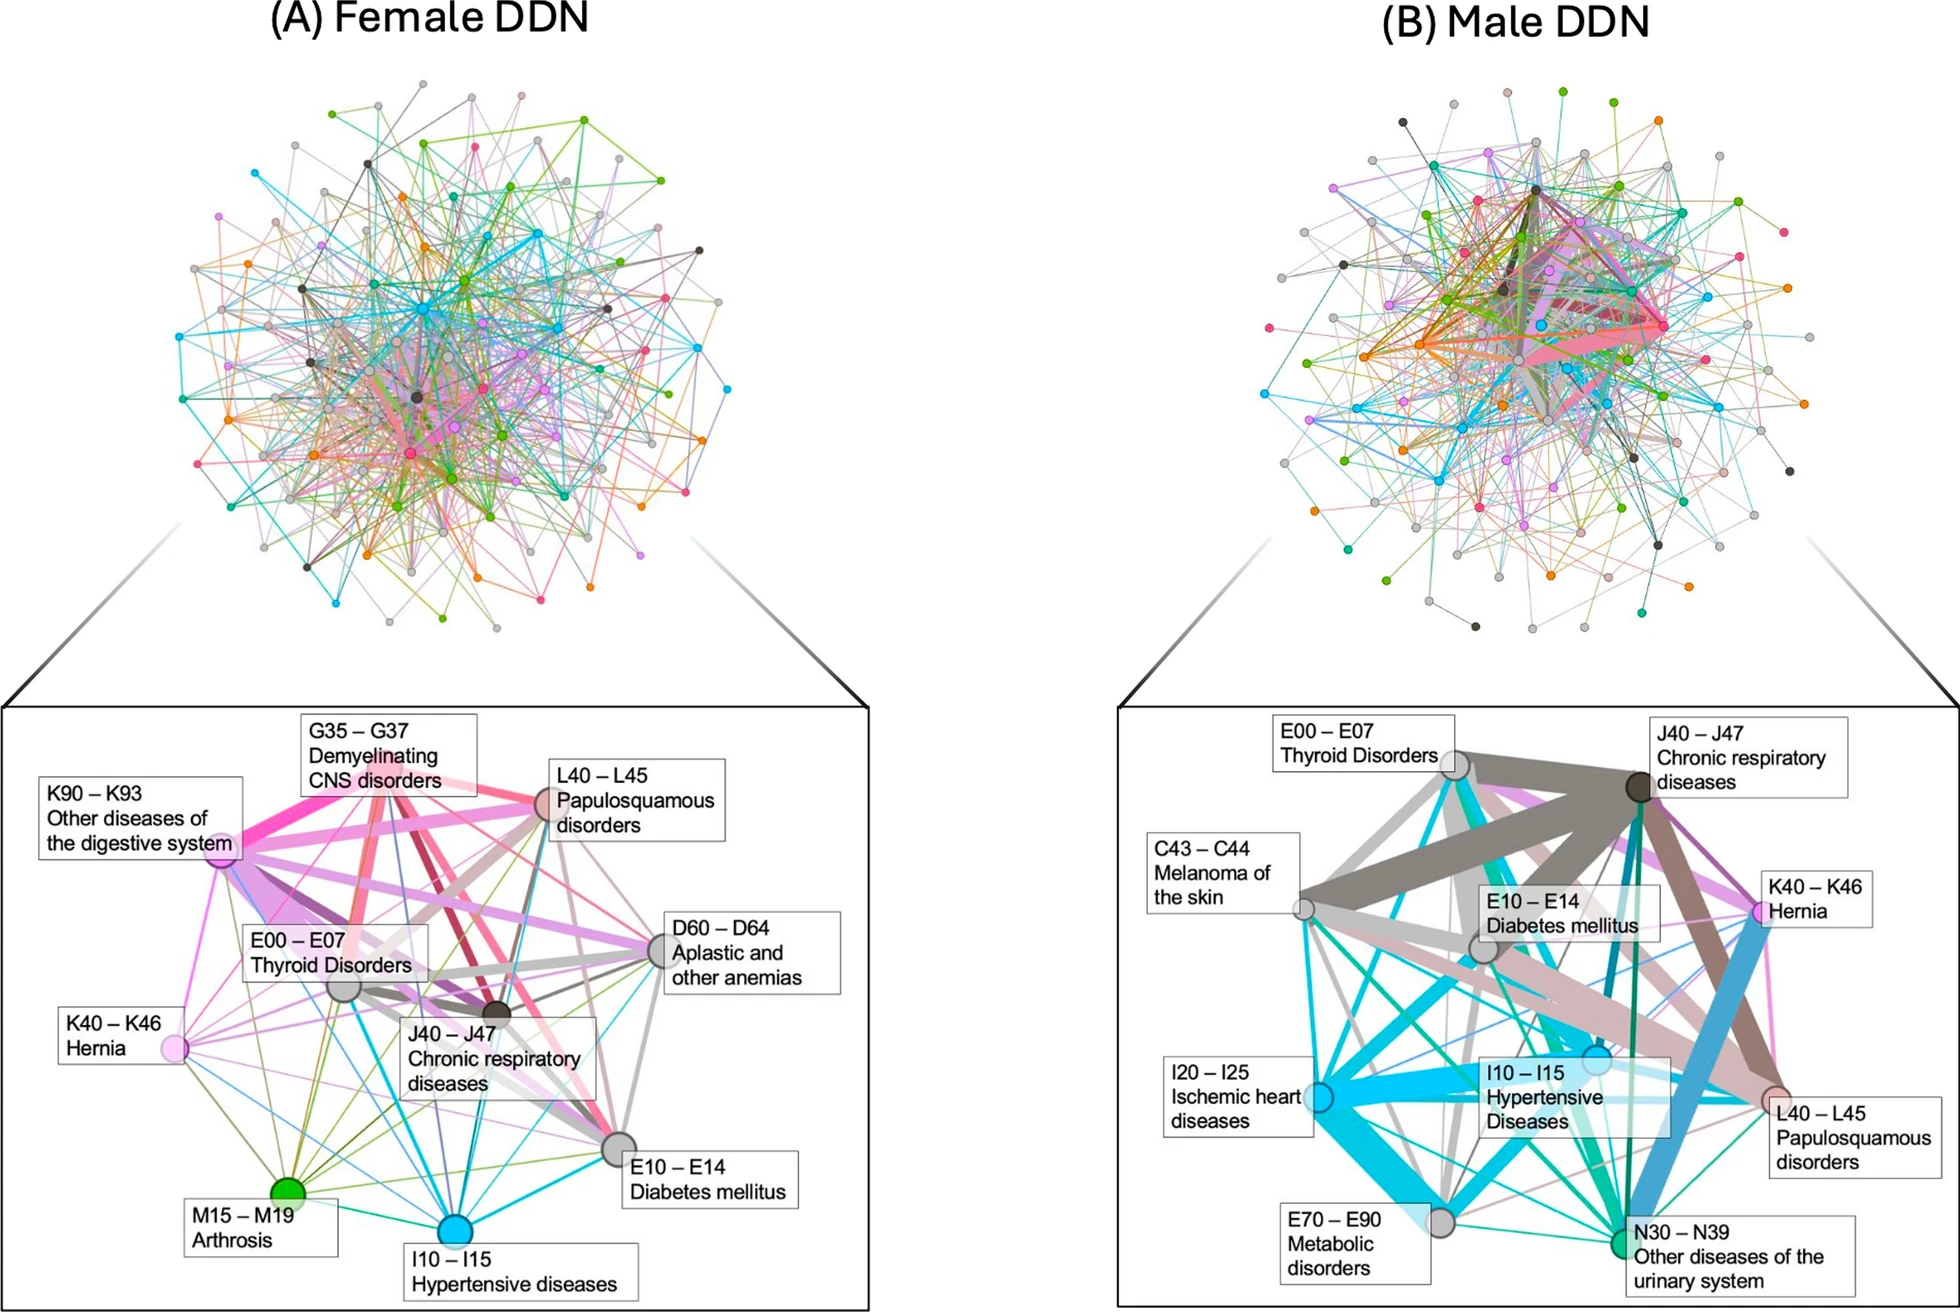 (A) Female DDN
(B) Male DDN
G35 – G37
Demyelinating
CNS disorders
L40 – L45
Papulosquamous
disorders
K90 – K93
Other diseases of
the digestive system
D60 – D64
Aplastic and
other anemias
E00 – E07
Thyroid Disorders
K40 – K46
Hernia
J40 – J47
Chronic respiratory
diseases
E10 – E14
Diabetes mellitus
M15 – M19
Arthrosis
I10 – I15
Hypertensive diseases
E00 – E07
Thyroid Disorders
J40 – J47
Chronic respiratory
diseases
C43 – C44
Melanoma of
the skin
K40 – K46
Hernia
E10 – E14
Diabetes mellitus
I20 – I25
Ischemic heart
diseases
I10 – I15
Hypertensive
Diseases
L40 – L45
Papulosquamous
disorders
E70 – E90
Metabolic
disorders
N30 – N39
Other diseases of the
urinary system